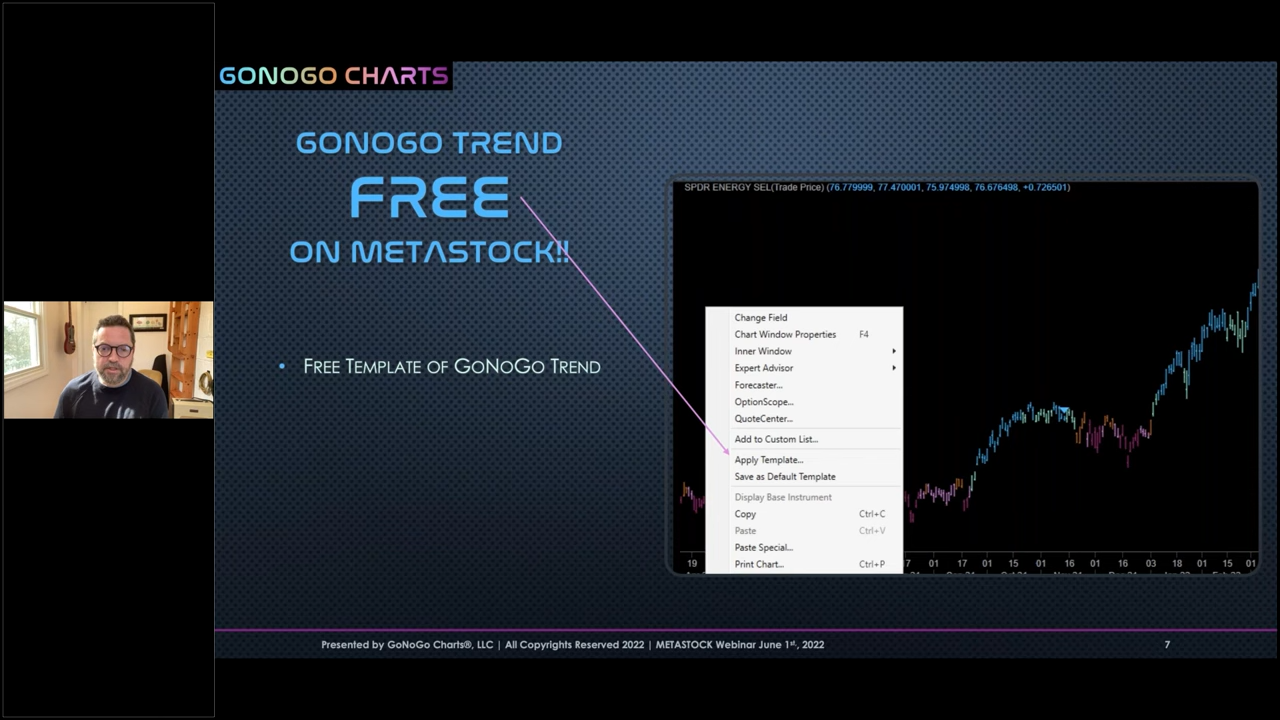 GONOGO CHARTS
GONOGO TREND
FREE
ON METASTOCK!!
• FREE TEMPLATE OF GONOGO TREND
SPDR ENERGY SEL(Trade Price) (76.779999, 77.470001, 75.974998, 76.676498, +0.726501)
Change Field
Chart Window Properties F4
Inner Window
Expert Advisor
Forecaster...
OptionScope...
QuoteCenter...
Add to Custom List...
Apply Template...
Save as Default Template
Display Base Instrument
Copy Ctrl+C
Paste Ctrl+V
Paste Special...
Print Chart... Ctrl+P
19 7 01 17 01 15 01 16 01 16 03 18 01 15 01
Presented by GoNoGo Charts®, LLC | All Copyrights Reserved 2022 | METASTOCK Webinar June 1st, 2022 7